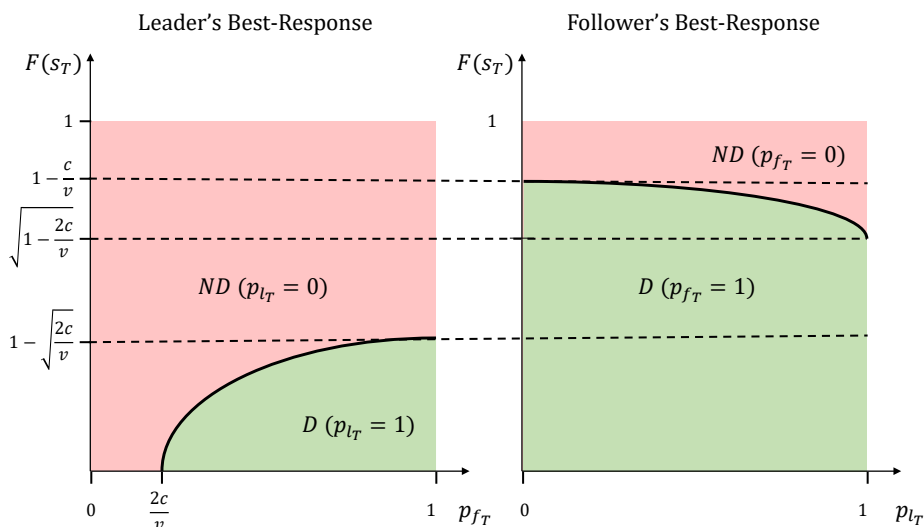 Leader's Best-Response
Follower's Best-Response
F(s_T)
F(s_T)
1
1
1 − c/v
√(1 − 2c/v)
1 − √(2c/v)
ND (p_{l_T} = 0)
D (p_{l_T} = 1)
ND (p_{f_T} = 0)
D (p_{f_T} = 1)
0
2c/v
1
p_{f_T}
0
1
p_{l_T}